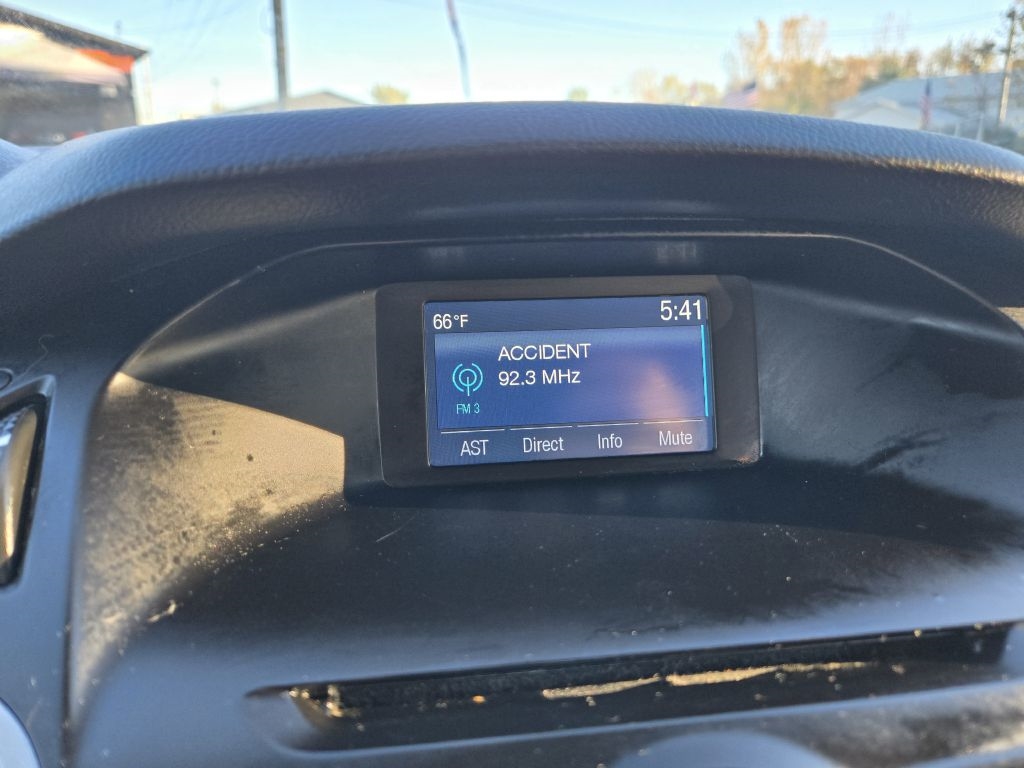 66°F 5:41
ACCIDENT
92.3 MHz
FM 3
AST Direct Info Mute